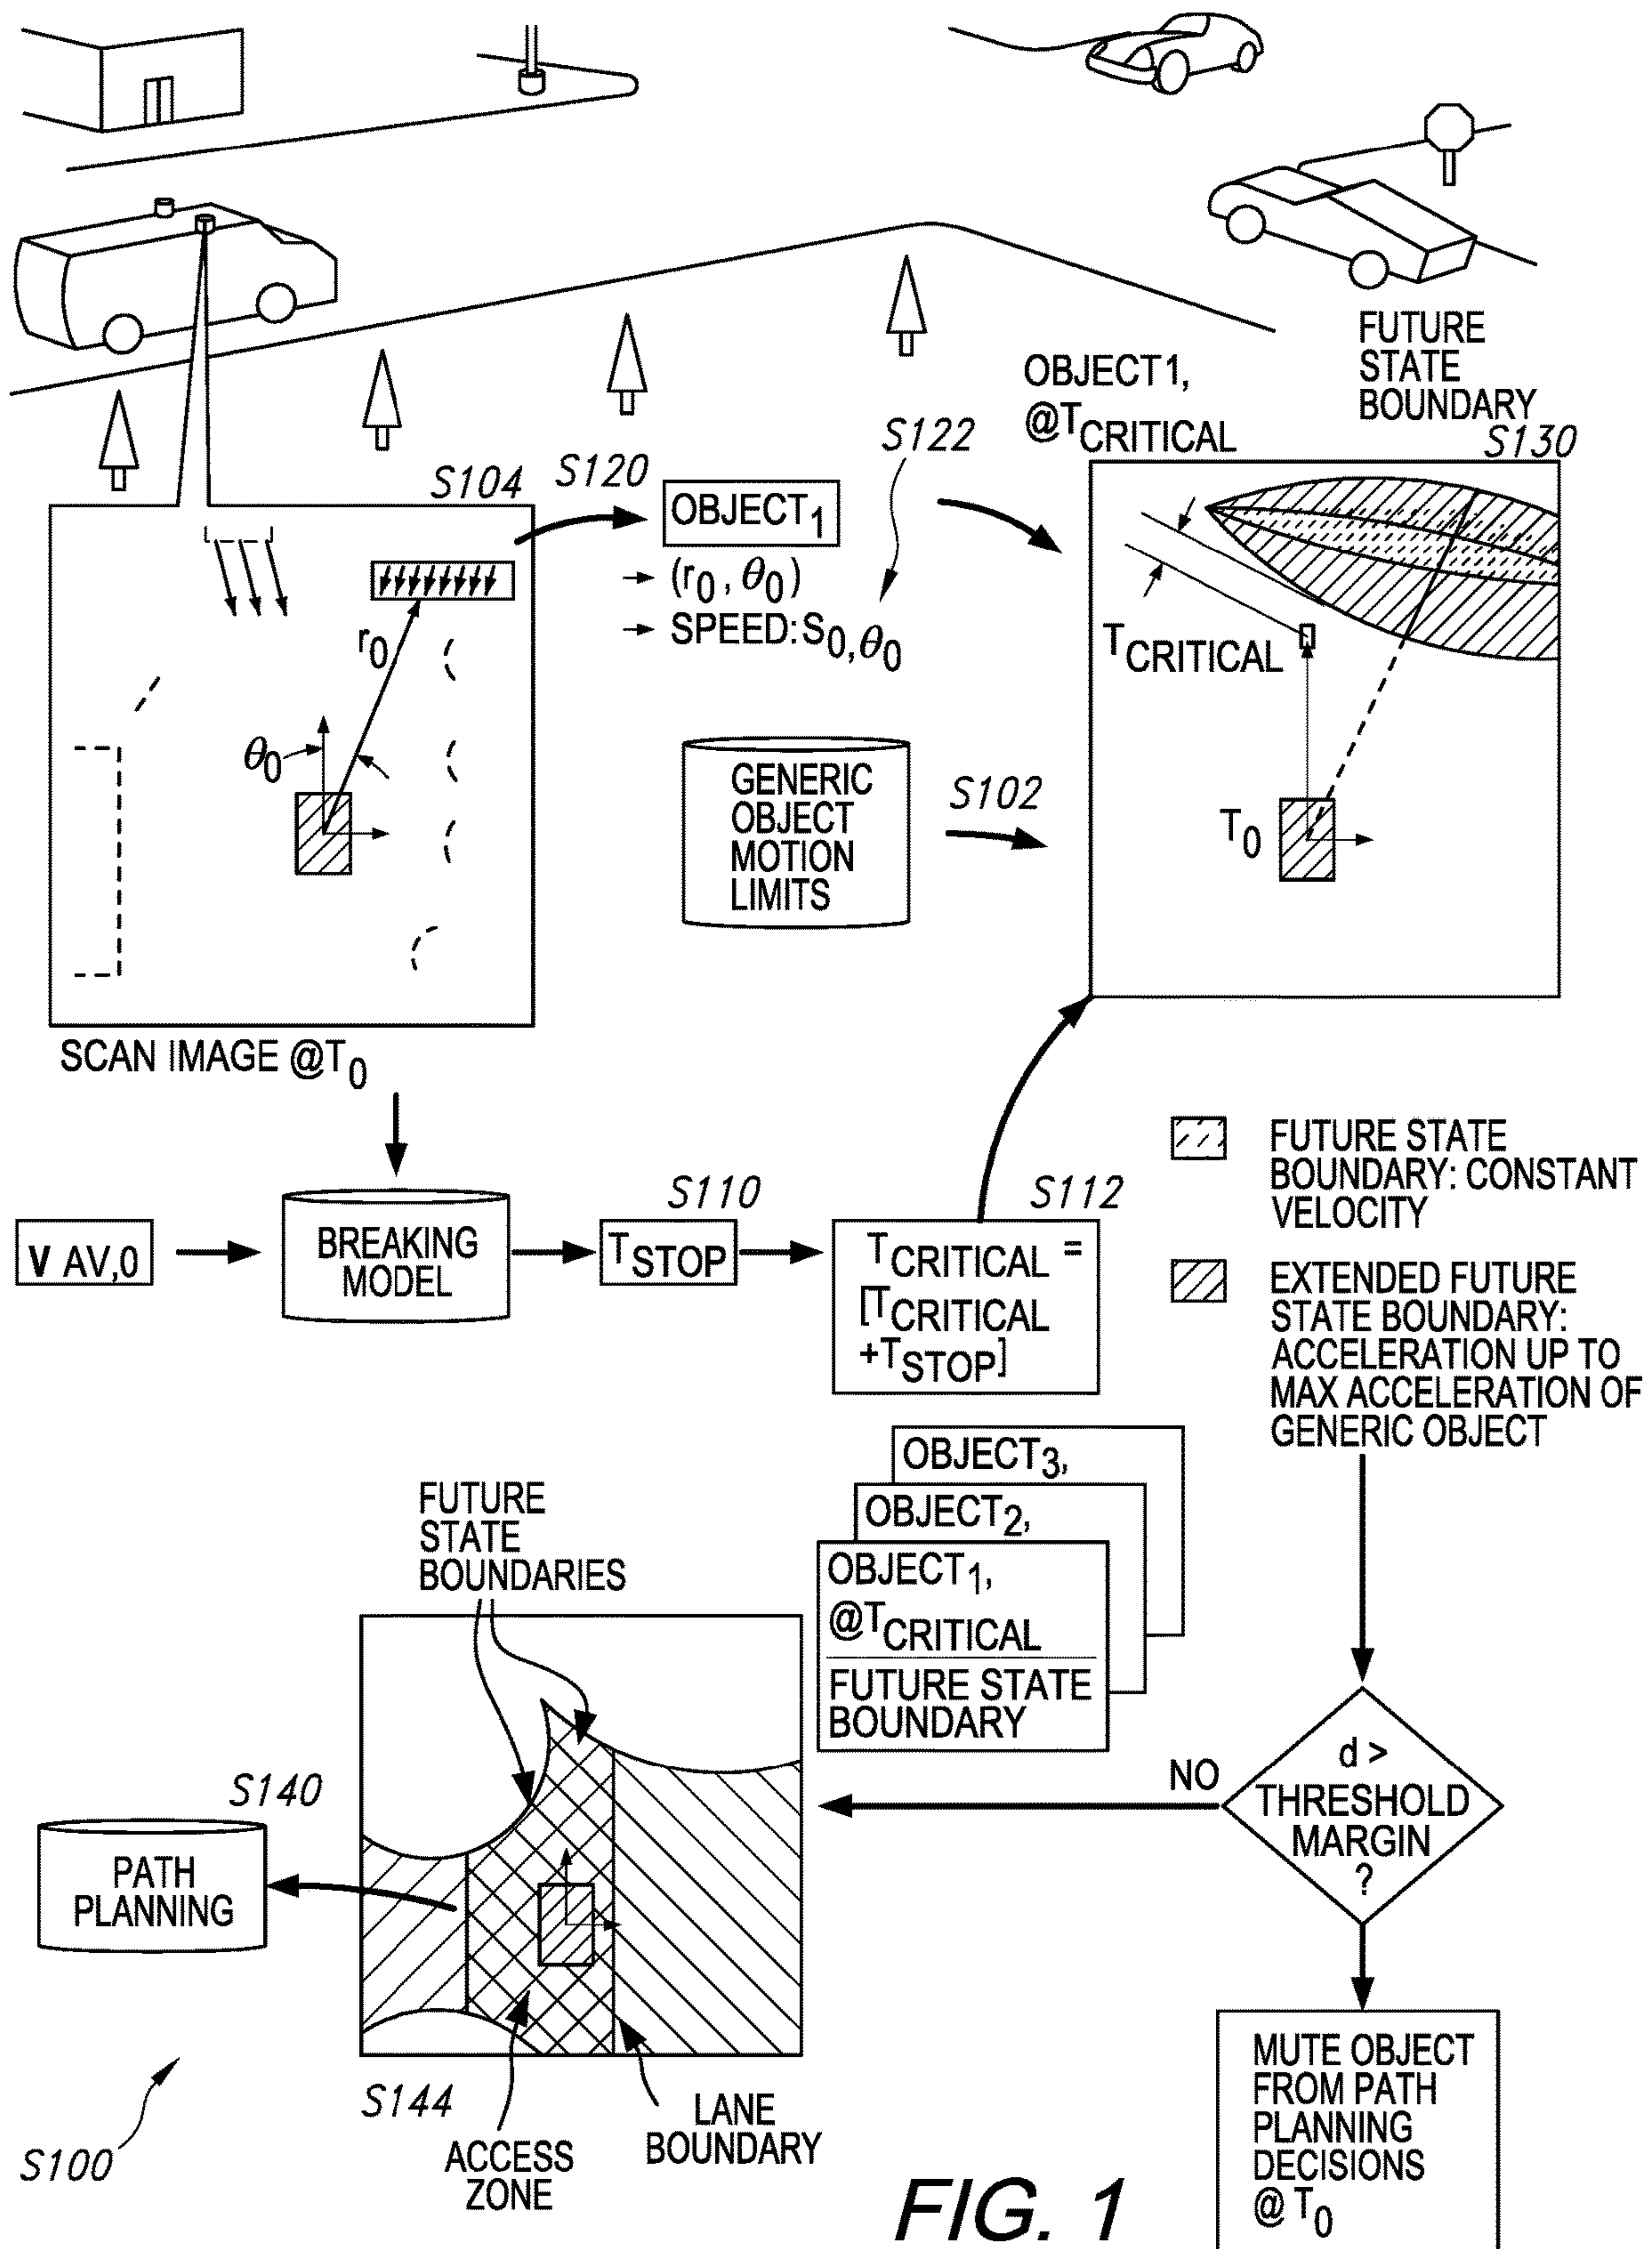 FUTURE
STATE
BOUNDARY
S130
OBJECT1,
@TCRITICAL
S104
S120
OBJECT1
(r0, θ0)
SPEED: S0, θ0
S122
r0
θ0
TCRITICAL
T0
GENERIC
OBJECT
MOTION
LIMITS
S102
SCAN IMAGE @T0
V AV,0
BREAKING
MODEL
S110
TSTOP
S112
TCRITICAL =
[TCRITICAL
+TSTOP]
FUTURE STATE
BOUNDARY: CONSTANT
VELOCITY
EXTENDED FUTURE
STATE BOUNDARY:
ACCELERATION UP TO
MAX ACCELERATION OF
GENERIC OBJECT
OBJECT3,
OBJECT2,
OBJECT1,
@TCRITICAL
FUTURE STATE
BOUNDARY
FUTURE
STATE
BOUNDARIES
d >
THRESHOLD
MARGIN
?
NO
S140
PATH
PLANNING
S144
ACCESS
ZONE
LANE
BOUNDARY
MUTE OBJECT
FROM PATH
PLANNING
DECISIONS
@ T0
S100
FIG. 1